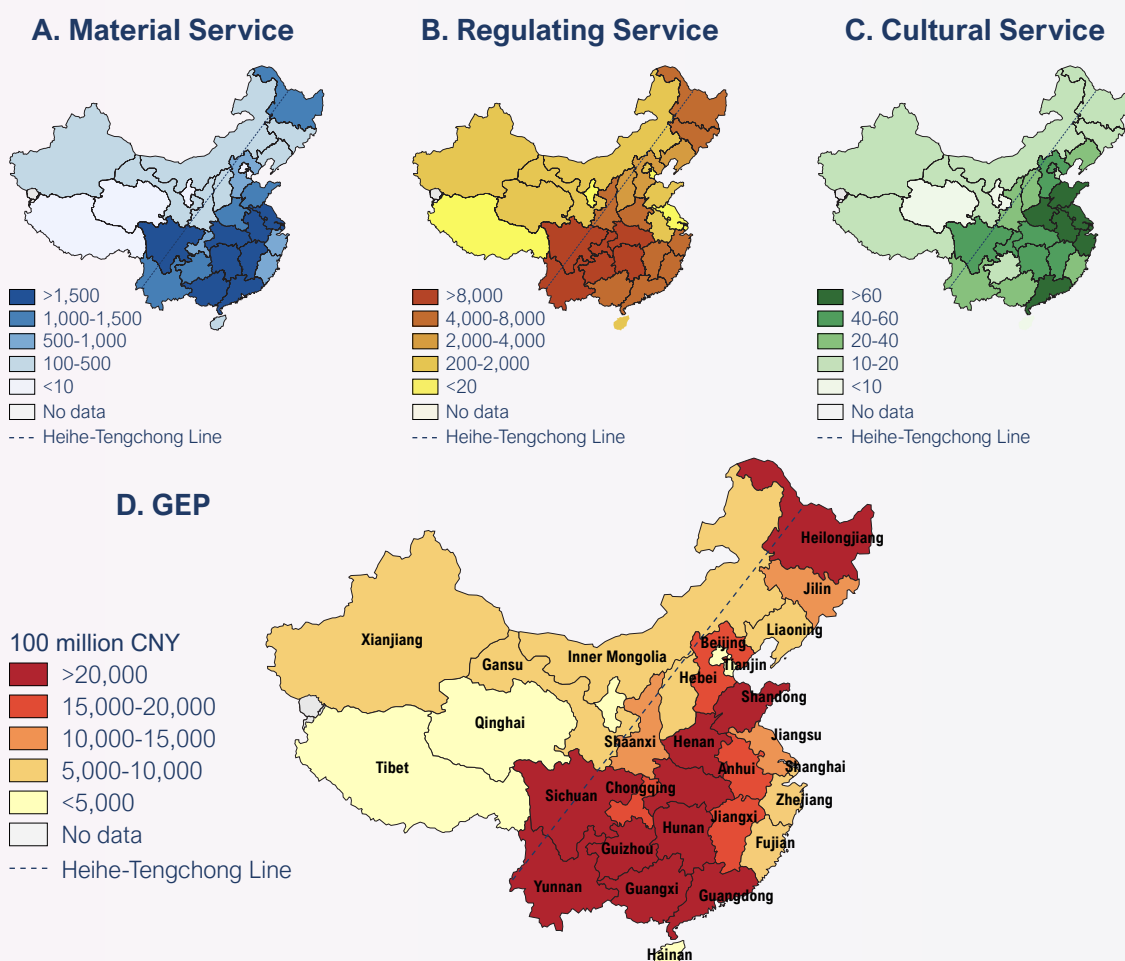 A. Material Service
B. Regulating Service
C. Cultural Service
>1,500
1,000-1,500
500-1,000
100-500
<10
No data
Heihe-Tengchong Line
>8,000
4,000-8,000
2,000-4,000
200-2,000
<20
No data
Heihe-Tengchong Line
>60
40-60
20-40
10-20
<10
No data
Heihe-Tengchong Line
D. GEP
100 million CNY
>20,000
15,000-20,000
10,000-15,000
5,000-10,000
<5,000
No data
Heihe-Tengchong Line
Heilongjiang
Jilin
Liaoning
Xianjiang
Gansu
Inner Mongolia
Beijing
Tianjin
Hebei
Shandong
Qinghai
Shaanxi
Henan
Jiangsu
Tibet
Anhui
Shanghai
Sichuan
Chongqing
Zhejiang
Jiangxi
Hunan
Guizhou
Fujian
Yunnan
Guangxi
Guangdong
Hainan